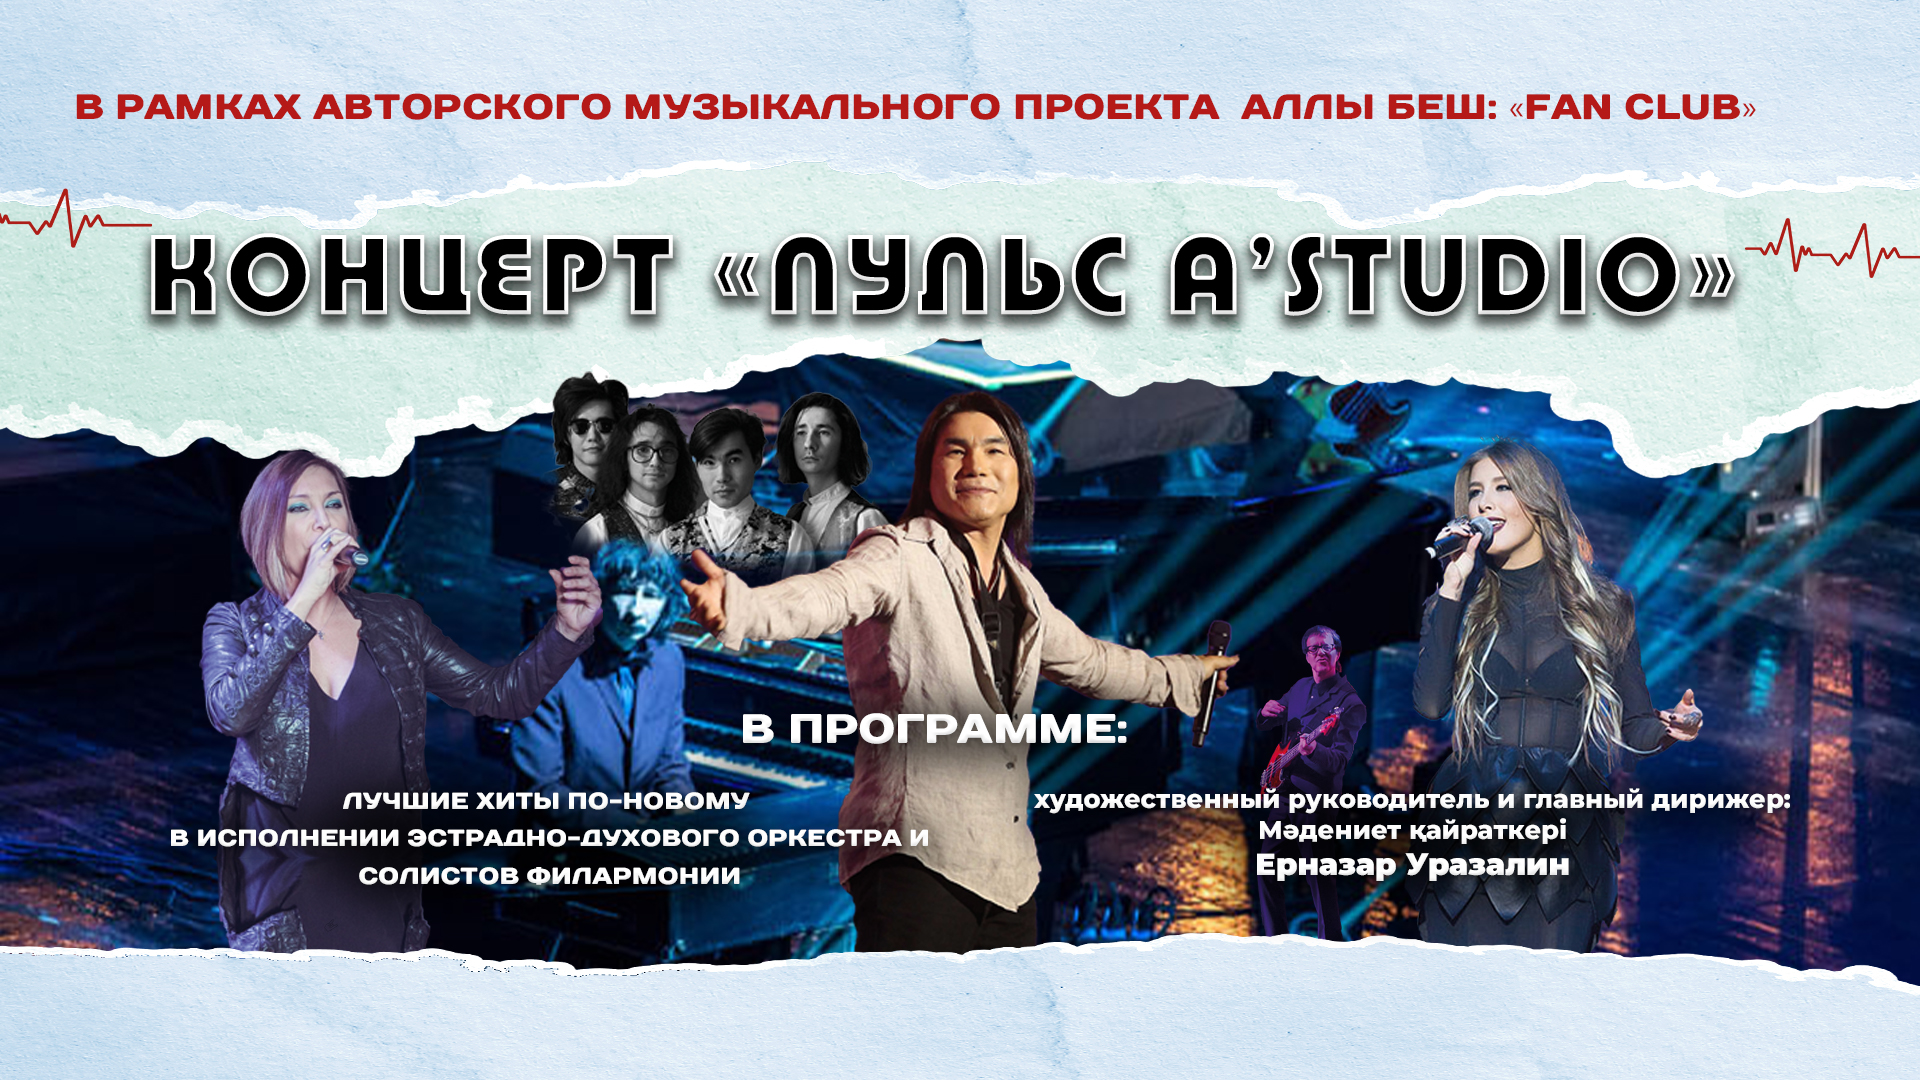 В РАМКАХ АВТОРСКОГО МУЗЫКАЛЬНОГО ПРОЕКТА АЛЛЫ БЕШ: «FAN CLUB»
КОНЦЕРТ «ПУЛЬС A’STUDIO»
В ПРОГРАММЕ:
ЛУЧШИЕ ХИТЫ ПО-НОВОМУ
В ИСПОЛНЕНИИ ЭСТРАДНО-ДУХОВОГО ОРКЕСТРА И
СОЛИСТОВ ФИЛАРМОНИИ
художественный руководитель и главный дирижер:
Мәдениет қайраткері
Ерназар Уразалин